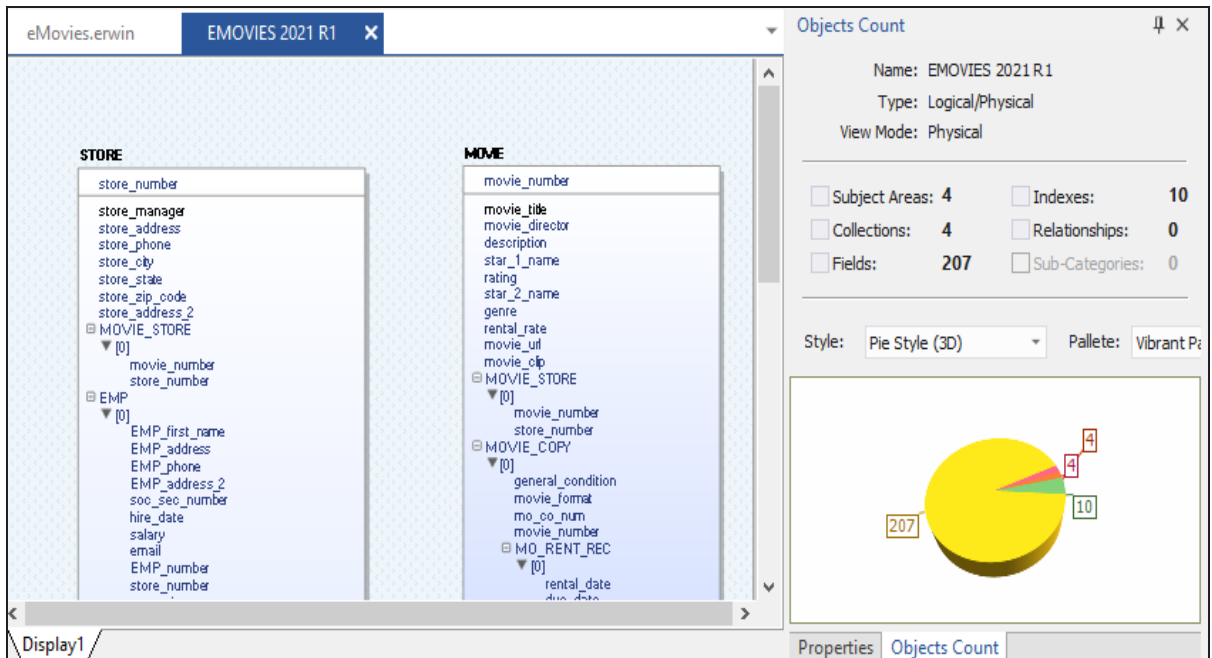 eMovies.erwin
EMOVIES 2021 R1
STORE
store_number
store_manager
store_address
store_phone
store_city
store_state
store_zip_code
store_address_2
MOVIE_STORE
[0]
movie_number
store_number
EMP
[0]
EMP_first_name
EMP_address
EMP_phone
EMP_address_2
soc_sec_number
hire_date
salary
email
EMP_number
store_number
MOVIE
movie_number
movie_title
movie_director
description
star_1_name
rating
star_2_name
genre
rental_rate
movie_url
movie_clip
MOVIE_STORE
[0]
movie_number
store_number
MOVIE_COPY
[0]
general_condition
movie_format
mo_co_num
movie_number
MO_RENT_REC
[0]
rental_date
due_date
Display1
Objects Count
Name: EMOVIES 2021 R1
Type: Logical/Physical
View Mode: Physical
Subject Areas: 4 Indexes: 10
Collections: 4 Relationships: 0
Fields: 207 Sub-Categories: 0
Style: Pie Style (3D) Pallete: Vibrant Pa
4
4
10
207
Properties Objects Count